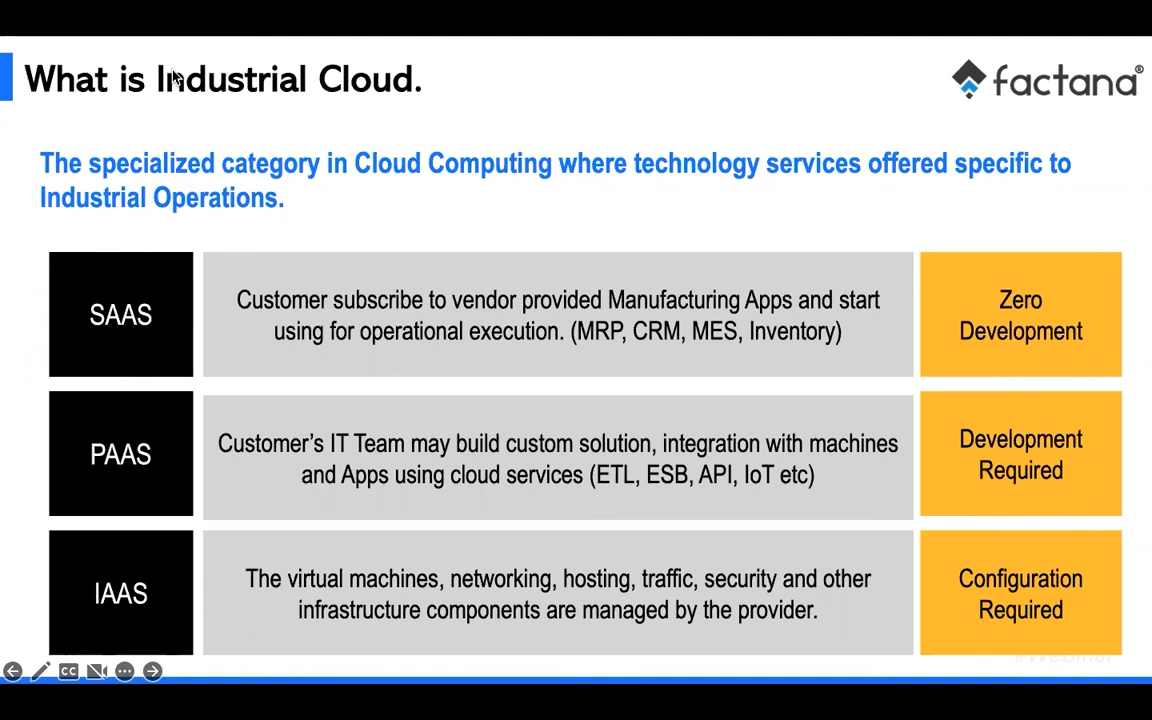 What is Industrial Cloud.
factana®
The specialized category in Cloud Computing where technology services offered specific to
Industrial Operations.
SAAS
Customer subscribe to vendor provided Manufacturing Apps and start
using for operational execution. (MRP, CRM, MES, Inventory)
Zero
Development
PAAS
Customer’s IT Team may build custom solution, integration with machines
and Apps using cloud services (ETL, ESB, API, IoT etc)
Development
Required
IAAS
The virtual machines, networking, hosting, traffic, security and other
infrastructure components are managed by the provider.
Configuration
Required
#Webinar
CC